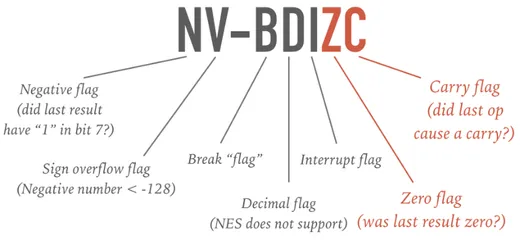 NV-BDIZC
Negative flag
(did last result
have “1” in bit 7?)
Sign overflow flag
(Negative number < -128)
Break “flag”
Decimal flag
(NES does not support)
Interrupt flag
Zero flag
(was last result zero?)
Carry flag
(did last op
cause a carry?)